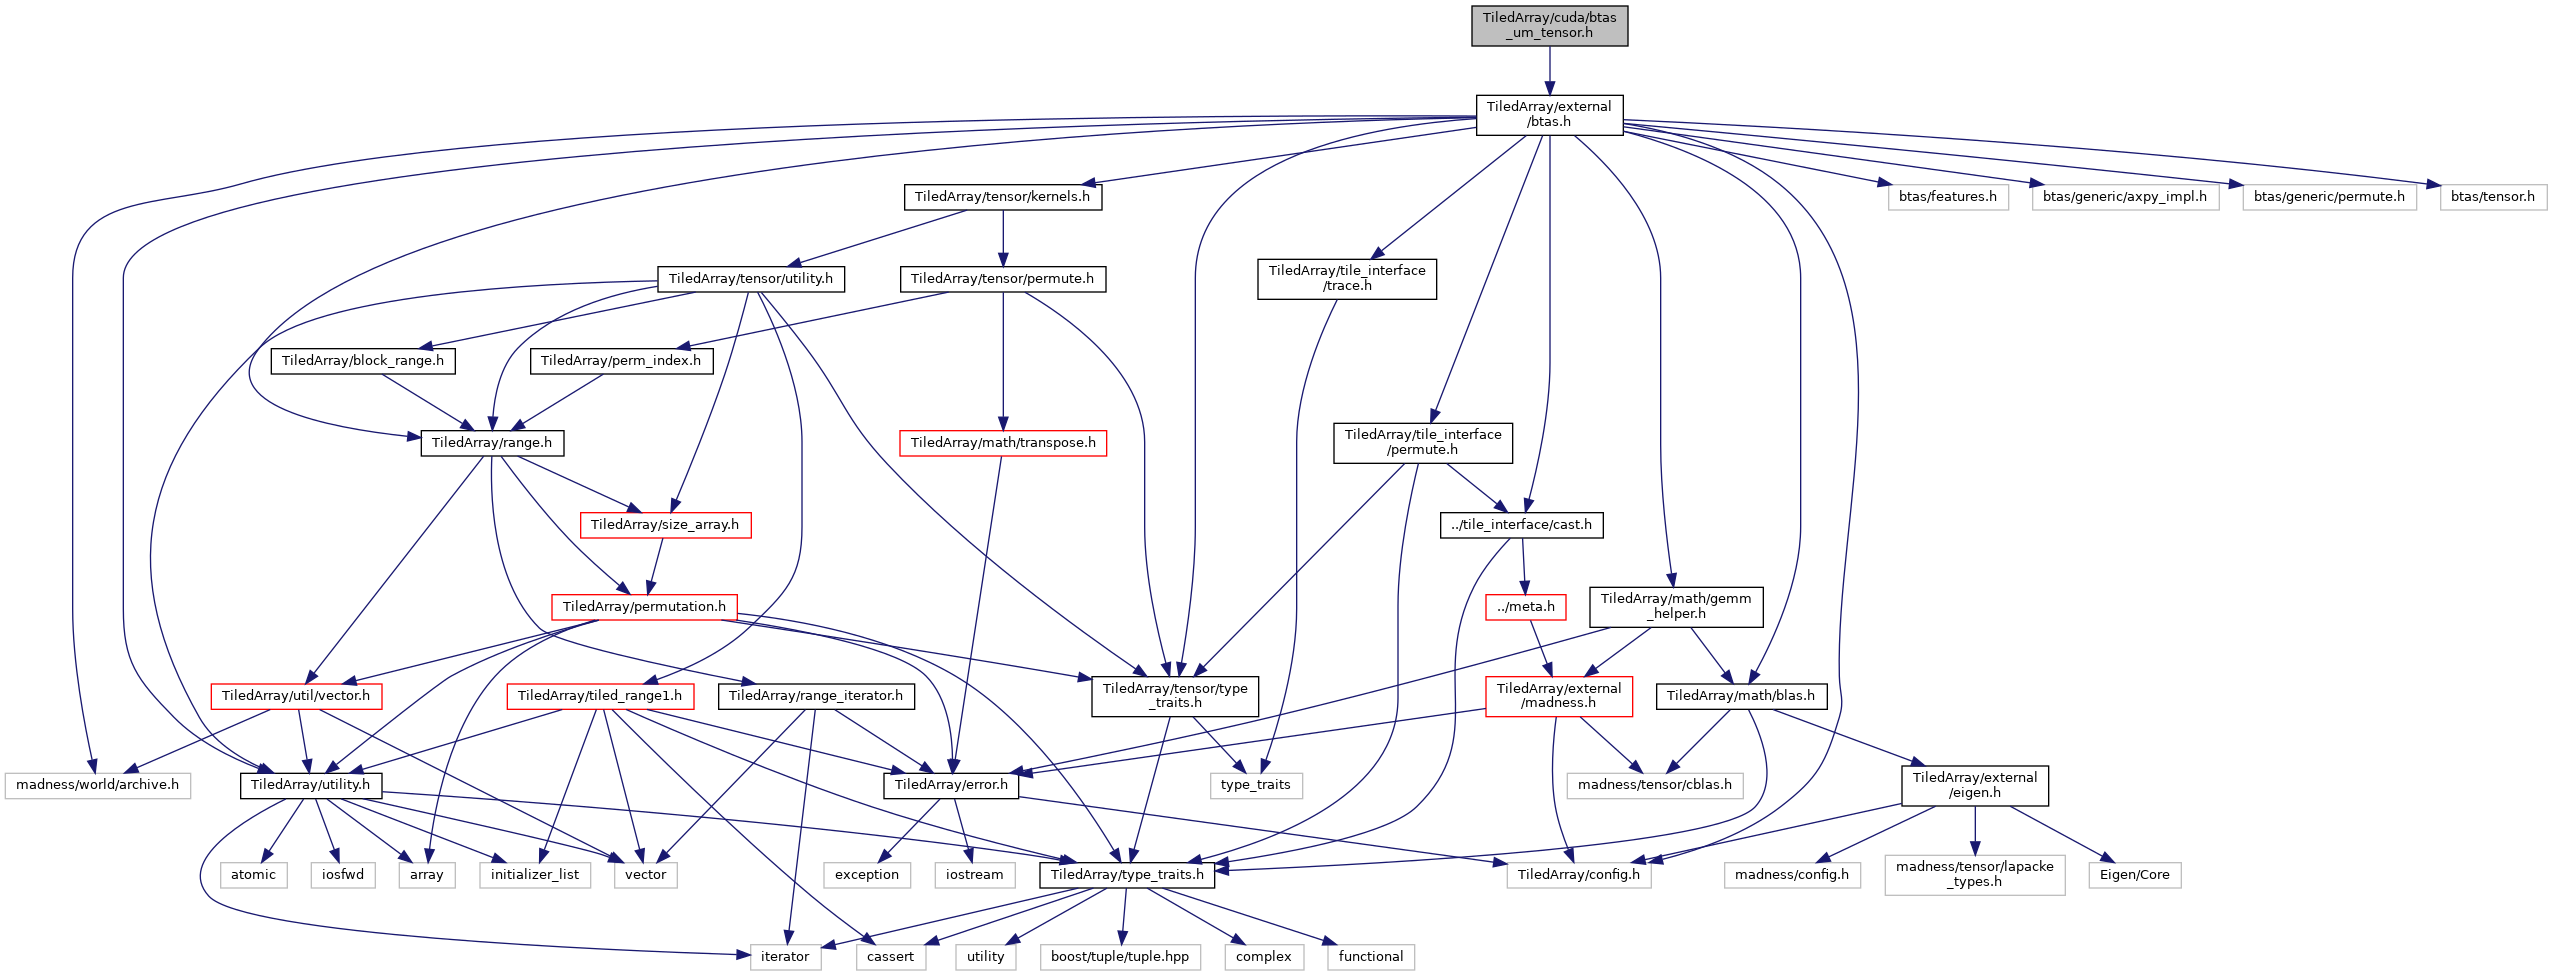 TiledArray/cuda/btas
_um_tensor.h
TiledArray/external
/btas.h
TiledArray/tensor/kernels.h
btas/features.h
btas/generic/axpy_impl.h
btas/generic/permute.h
btas/tensor.h
TiledArray/tensor/utility.h
TiledArray/tensor/permute.h
TiledArray/tile_interface
/trace.h
TiledArray/block_range.h
TiledArray/perm_index.h
TiledArray/range.h
TiledArray/math/transpose.h
TiledArray/tile_interface
/permute.h
TiledArray/size_array.h
../tile_interface/cast.h
TiledArray/permutation.h
../meta.h
TiledArray/math/gemm
_helper.h
TiledArray/util/vector.h
TiledArray/tiled_range1.h
TiledArray/range_iterator.h
TiledArray/tensor/type
_traits.h
TiledArray/external
/madness.h
TiledArray/math/blas.h
madness/world/archive.h
TiledArray/utility.h
TiledArray/error.h
type_traits
madness/tensor/cblas.h
TiledArray/external
/eigen.h
atomic
iosfwd
array
initializer_list
vector
exception
iostream
TiledArray/type_traits.h
TiledArray/config.h
madness/config.h
madness/tensor/lapacke
_types.h
Eigen/Core
iterator
cassert
utility
boost/tuple/tuple.hpp
complex
functional